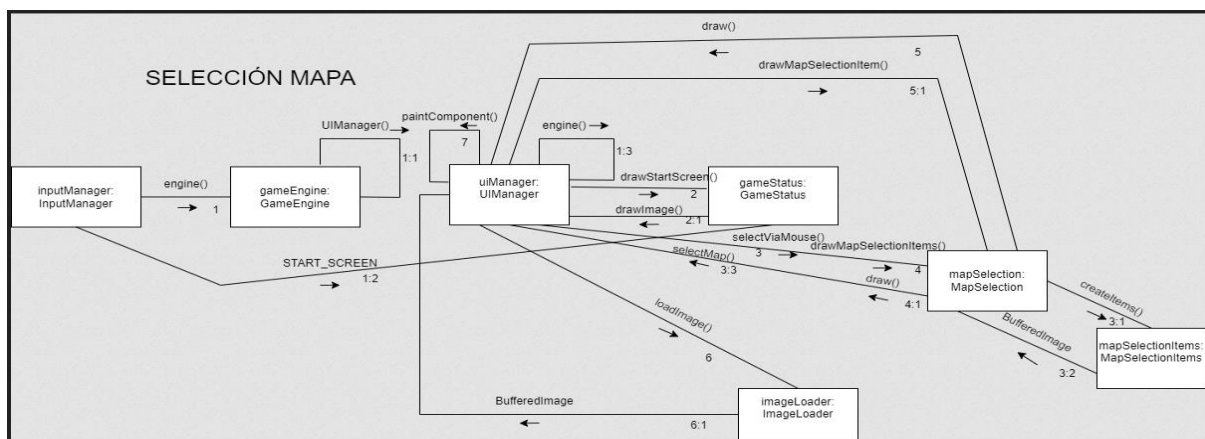 draw()
5
drawMapSelectionItem()
5:1
SELECCIÓN MAPA
UIManager()
1:1
paintComponent()
7
engine()
1:3
inputManager:
InputManager
engine()
1
gameEngine:
GameEngine
uiManager:
UIManager
drawStartScreen()
2
gameStatus:
GameStatus
drawImage()
2:1
START_SCREEN
1:2
selectViaMouse()
3
drawMapSelectionItems()
4
selectMap()
3:3
draw()
4:1
mapSelection:
MapSelection
createItems()
3:1
BufferedImage
3:2
mapSelectionItems:
MapSelectionItems
loadImage()
6
BufferedImage
6:1
imageLoader:
ImageLoader